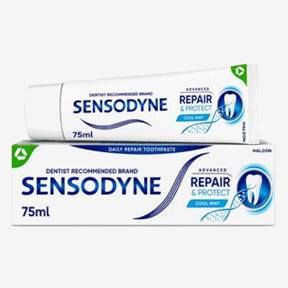 DENTIST RECOMMENDED BRAND
SENSODYNE
75ml
ADVANCED
REPAIR
& PROTECT
COOL MINT
HALEON
DAILY REPAIR TOOTHPASTE
DENTIST RECOMMENDED BRAND
SENSODYNE
75ml
ADVANCED
REPAIR
& PROTECT
COOL MINT
HALEON